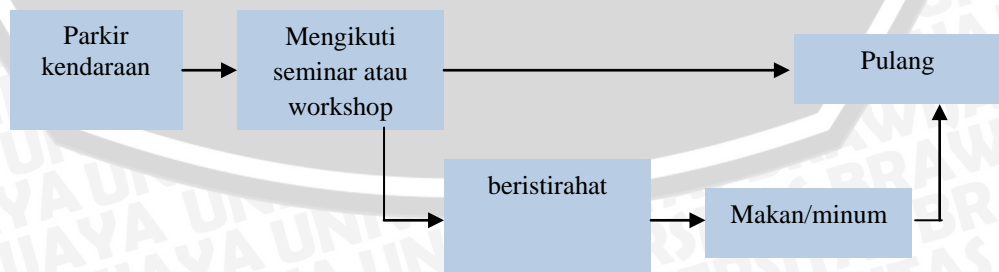 Parkir
kendaraan
Mengikuti
seminar atau
workshop
Pulang
beristirahat
Makan/minum